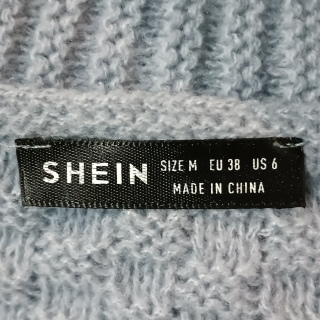 SHEIN SIZE M EU 38 US 6
MADE IN CHINA